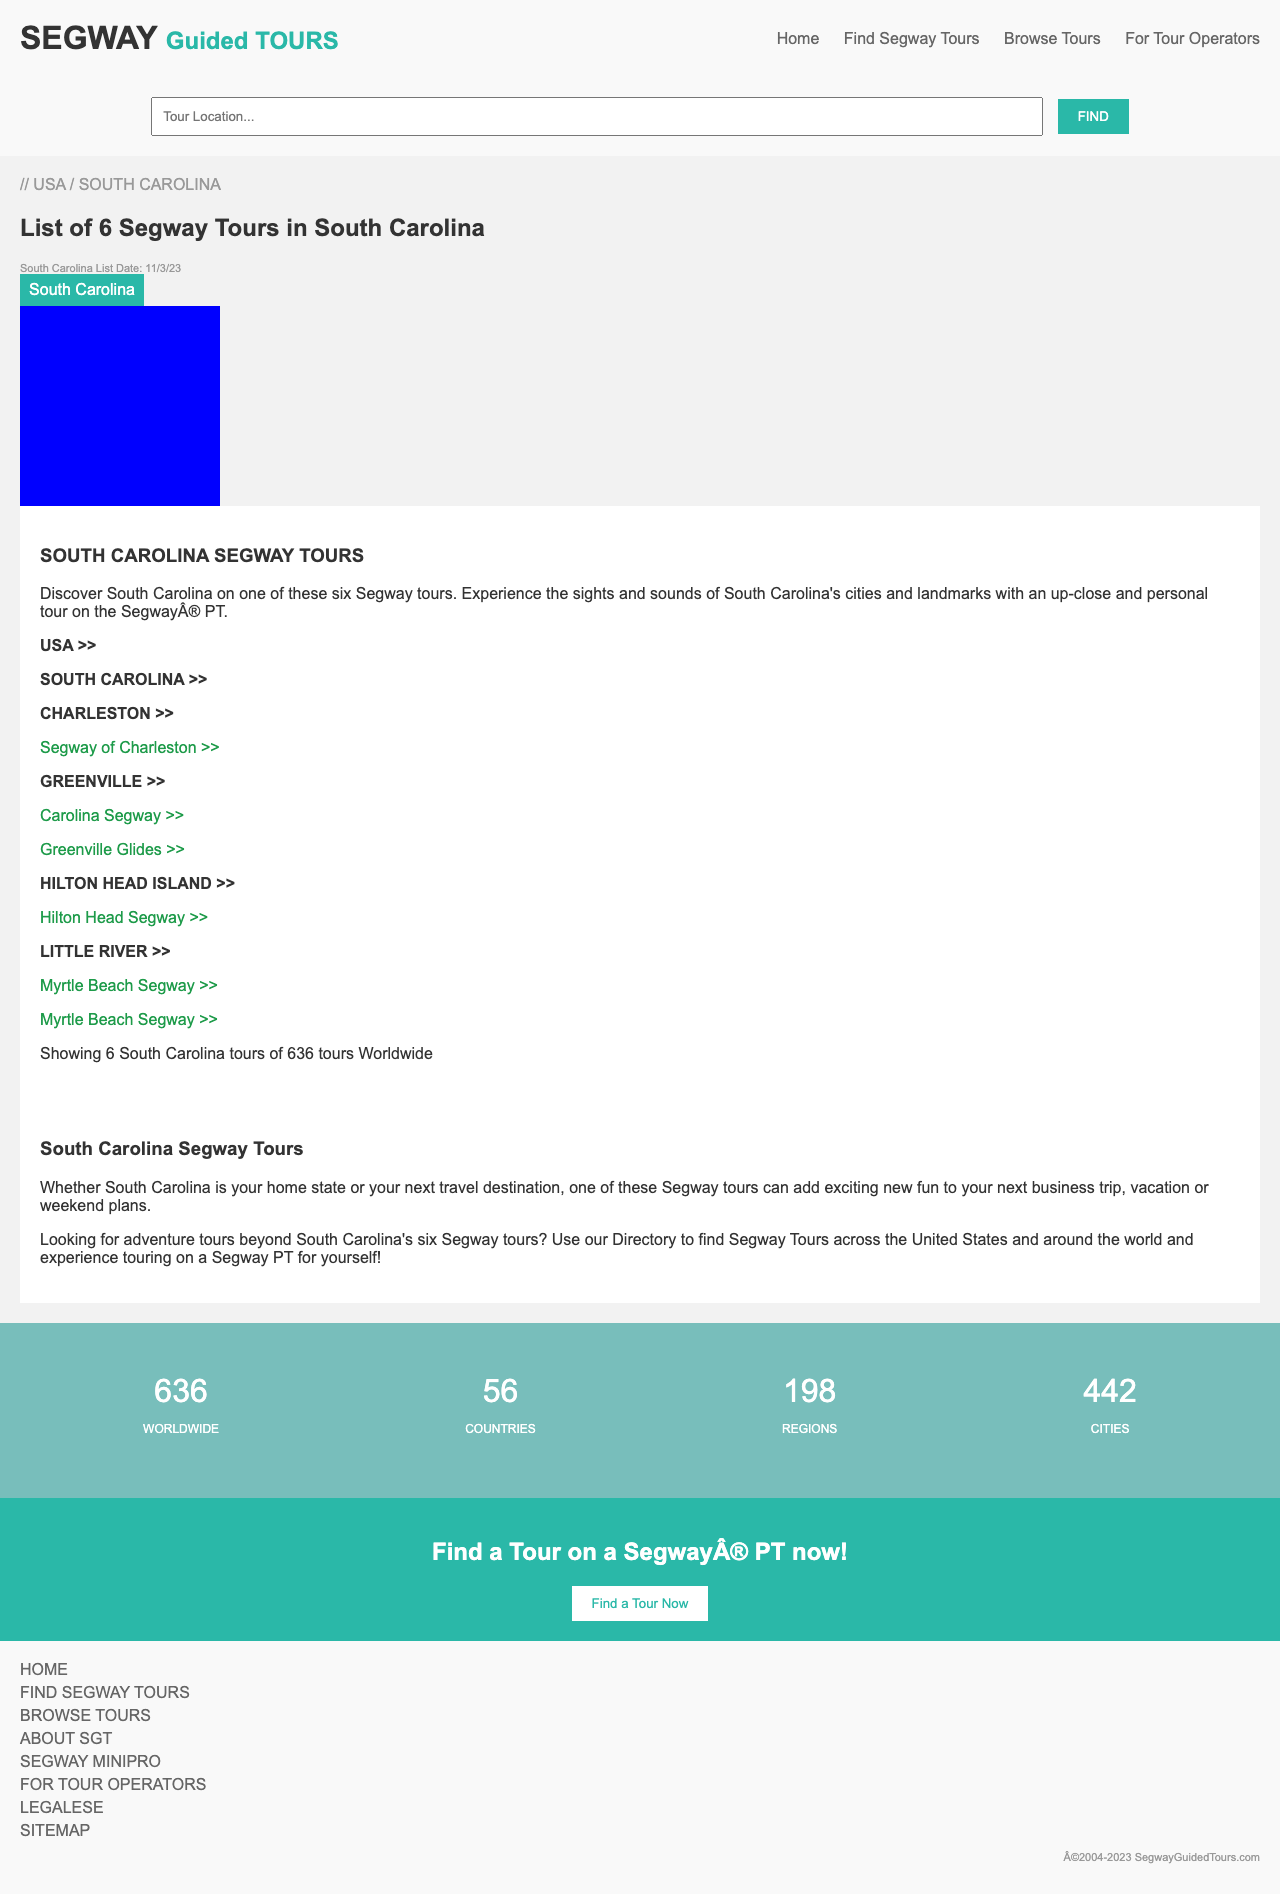 SEGWAY Guided TOURS
Home Find Segway Tours Browse Tours For Tour Operators
Tour Location... FIND
// USA / SOUTH CAROLINA
List of 6 Segway Tours in South Carolina
South Carolina List Date: 11/3/23
South Carolina
SOUTH CAROLINA SEGWAY TOURS
Discover South Carolina on one of these six Segway tours. Experience the sights and sounds of South Carolina's cities and landmarks with an up-close and personal
tour on the SegwayÂ® PT.
USA >>
SOUTH CAROLINA >>
CHARLESTON >>
Segway of Charleston >>
GREENVILLE >>
Carolina Segway >>
Greenville Glides >>
HILTON HEAD ISLAND >>
Hilton Head Segway >>
LITTLE RIVER >>
Myrtle Beach Segway >>
Myrtle Beach Segway >>
Showing 6 South Carolina tours of 636 tours Worldwide
South Carolina Segway Tours
Whether South Carolina is your home state or your next travel destination, one of these Segway tours can add exciting new fun to your next business trip, vacation or
weekend plans.
Looking for adventure tours beyond South Carolina's six Segway tours? Use our Directory to find Segway Tours across the United States and around the world and
experience touring on a Segway PT for yourself!
636 56 198 442
WORLDWIDE COUNTRIES REGIONS CITIES
Find a Tour on a SegwayÂ® PT now!
Find a Tour Now
HOME
FIND SEGWAY TOURS
BROWSE TOURS
ABOUT SGT
SEGWAY MINIPRO
FOR TOUR OPERATORS
LEGALESE
SITEMAP
Â©2004-2023 SegwayGuidedTours.com